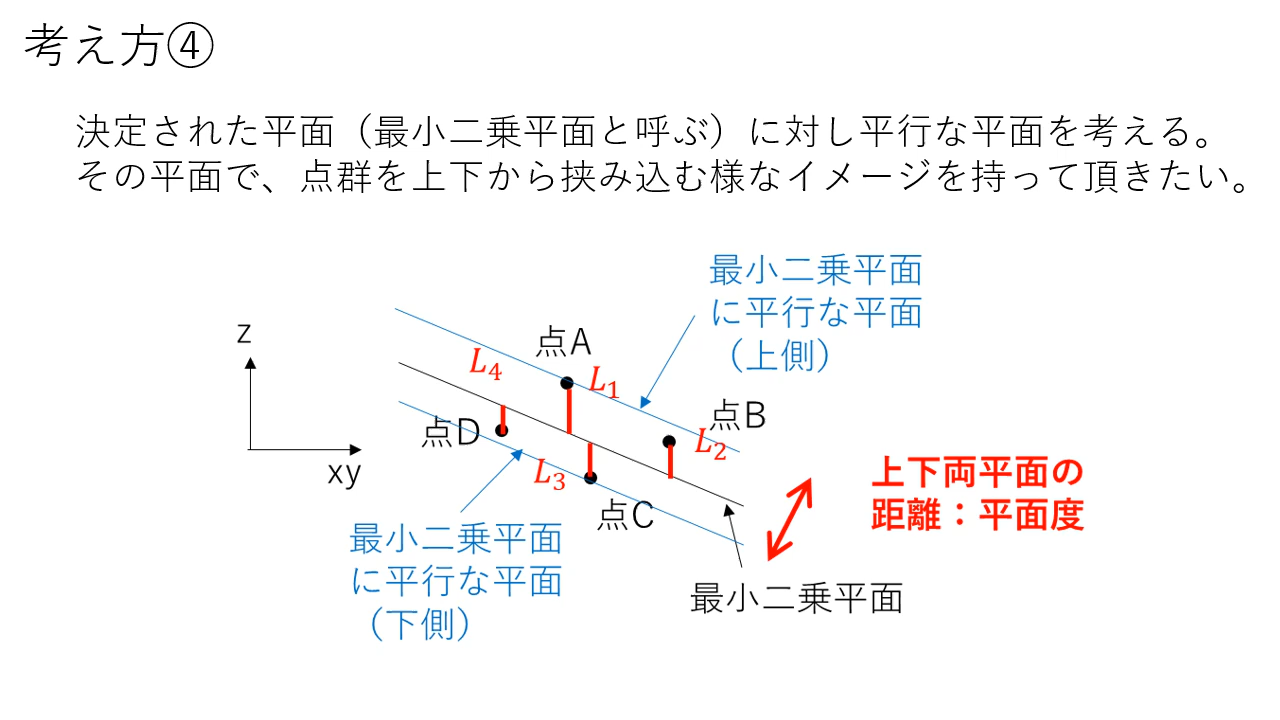 考え方④
決定された平面（最小二乗平面と呼ぶ）に対し平行な平面を考える。
その平面で、点群を上下から挟み込む様なイメージを持って頂きたい。
最小二乗平面
に平行な平面
（上側）
z
点A
L4
L1
点B
点D
L2
xy
L3
点C
上下両平面の
距離：平面度
最小二乗平面
に平行な平面
（下側）
最小二乗平面